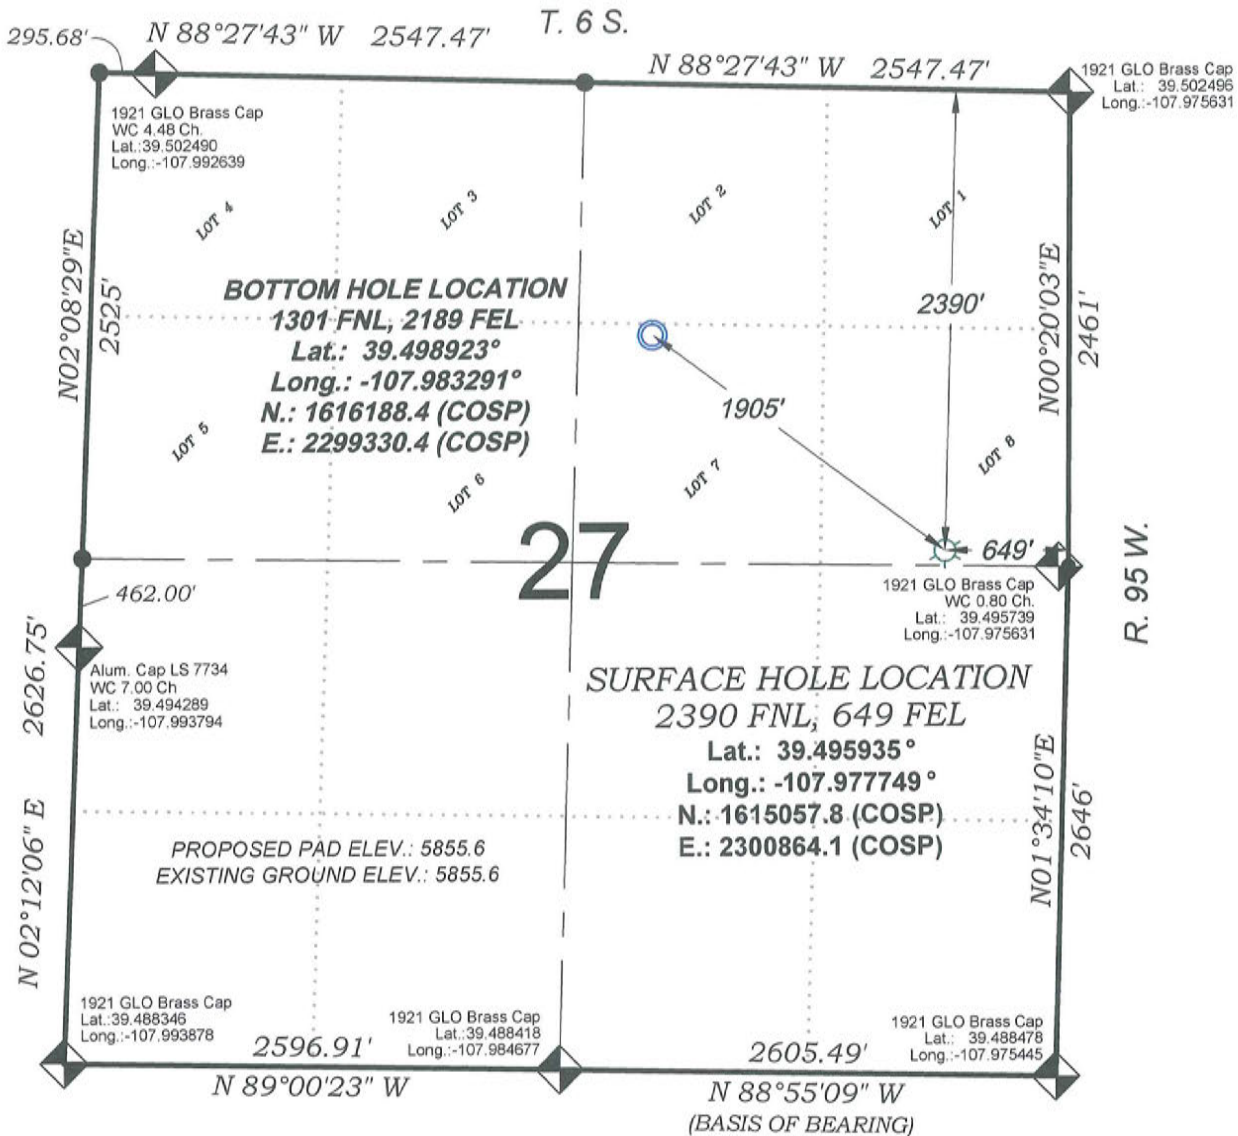 T. 6 S.
295.68'
N 88°27'43" W 2547.47'
N 88°27'43" W 2547.47'
1921 GLO Brass Cap
Lat.: 39.502496
Long.:-107.975631
1921 GLO Brass Cap
WC 4.48 Ch.
Lat.:39.502490
Long.:-107.992639
LOT 4
LOT 3
LOT 2
LOT 1
N02°08'29"E
2525'
BOTTOM HOLE LOCATION
1301 FNL, 2189 FEL
Lat.: 39.498923°
Long.: -107.983291°
N.: 1616188.4 (COSP)
E.: 2299330.4 (COSP)
2390'
N00°20'03"E
2461'
1905'
LOT 5
LOT 6
LOT 7
LOT 8
27
649'
R. 95 W.
462.00'
1921 GLO Brass Cap
WC 0.80 Ch.
Lat.: 39.495739
Long.:-107.975631
Alum. Cap LS 7734
WC 7.00 Ch
Lat.: 39.494289
Long.:-107.993794
N 02°12'06" E 2626.75'
SURFACE HOLE LOCATION
2390 FNL, 649 FEL
Lat.: 39.495935°
Long.: -107.977749°
N.: 1615057.8 (COSP)
E.: 2300864.1 (COSP)
N01°34'10"E
2646'
PROPOSED PAD ELEV.: 5855.6
EXISTING GROUND ELEV.: 5855.6
1921 GLO Brass Cap
Lat.:39.488346
Long.:-107.993878
1921 GLO Brass Cap
Lat.:39.488418
Long.:-107.984677
1921 GLO Brass Cap
Lat.: 39.488478
Long.:-107.975445
2596.91'
N 89°00'23" W
2605.49'
N 88°55'09" W
(BASIS OF BEARING)